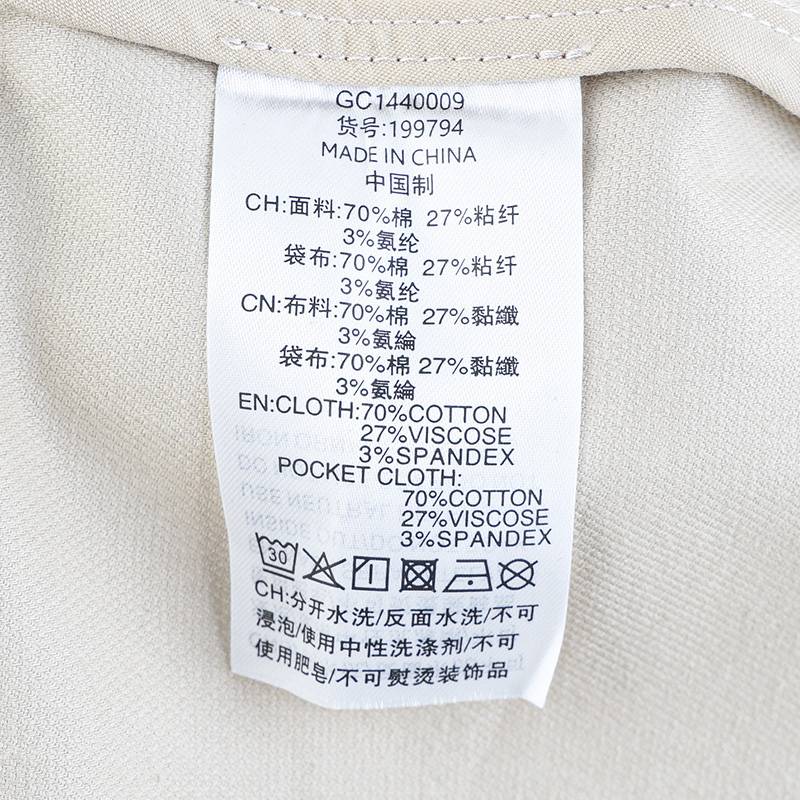 GC1440009
货号:199794
MADE IN CHINA
中国制
CH:面料:70%棉 27%粘纤
3%氨纶
袋布:70%棉 27%粘纤
3%氨纶
CN:布料:70%棉 27%黏纖
3%氨綸
袋布:70%棉 27%黏纖
3%氨綸
EN:CLOTH:70%COTTON
27%VISCOSE
3%SPANDEX
POCKET CLOTH:
70%COTTON
27%VISCOSE
3%SPANDEX
30
CH:分开水洗/反面水洗/不可
浸泡/使用中性洗涤剂/不可
使用肥皂/不可熨烫装饰品